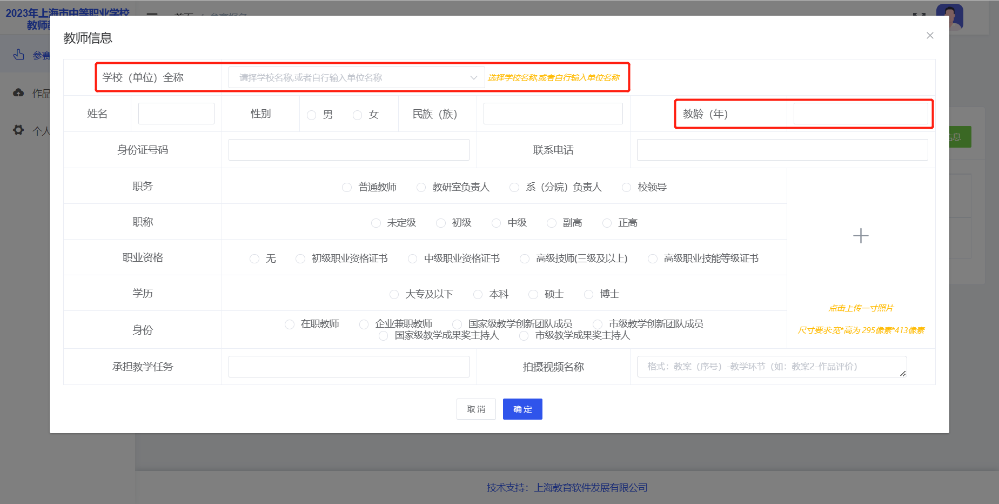 2023年上海市中等职业学校
教师
首页 / 参赛报名
参赛
作品
个人
信息
教师信息
学校（单位）全称
请选择学校名称,或者自行输入单位名称
选择学校名称,或者自行输入单位名称
姓名
性别
男
女
民族（族）
教龄（年）
身份证号码
联系电话
职务
普通教师
教研室负责人
系（分院）负责人
校领导
职称
未定级
初级
中级
副高
正高
职业资格
无
初级职业资格证书
中级职业资格证书
高级技师(三级及以上)
高级职业技能等级证书
学历
大专及以下
本科
硕士
博士
点击上传一寸照片
尺寸要求:宽*高为 295像素*413像素
身份
在职教师
企业兼职教师
国家级教学创新团队成员
市级教学创新团队成员
国家级教学成果奖主持人
市级教学成果奖主持人
承担教学任务
拍摄视频名称
格式：教案（序号）-教学环节（如：教案2-作品评价）
取 消
确 定
技术支持：上海教育软件发展有限公司